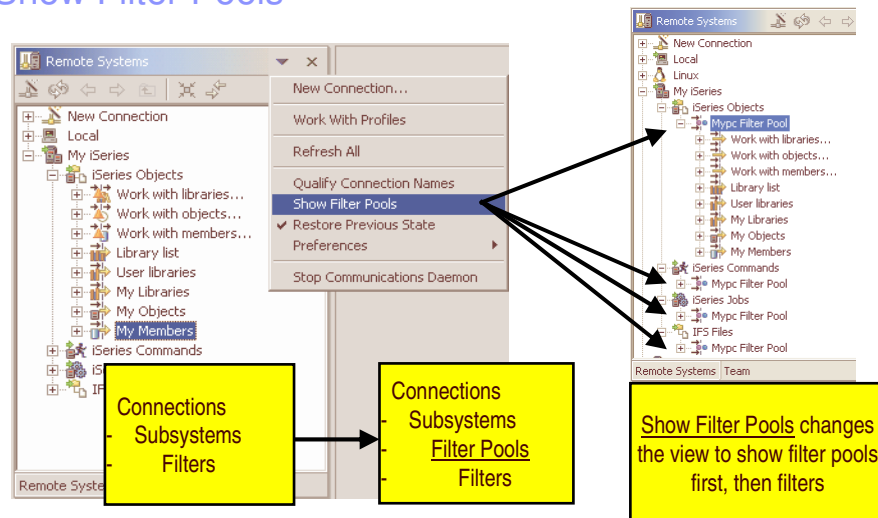 Show Filter Pools
Remote Systems
New Connection
Local
My iSeries
iSeries Objects
Work with libraries...
Work with objects...
Work with members...
Library list
User libraries
My Libraries
My Objects
My Members
iSeries Commands
Remote Syste
New Connection...
Work With Profiles
Refresh All
Qualify Connection Names
Show Filter Pools
Restore Previous State
Preferences
Stop Communications Daemon
Connections
- Subsystems
- Filters
Connections
- Subsystems
- Filter Pools
- Filters
Remote Systems
New Connection
Local
Linux
My iSeries
iSeries Objects
Mypc Filter Pool
Work with libraries...
Work with objects...
Work with members...
Library list
User libraries
My Libraries
My Objects
My Members
iSeries Commands
Mypc Filter Pool
iSeries Jobs
Mypc Filter Pool
IFS Files
Mypc Filter Pool
Remote Systems Team
Show Filter Pools changes
the view to show filter pools
first, then filters